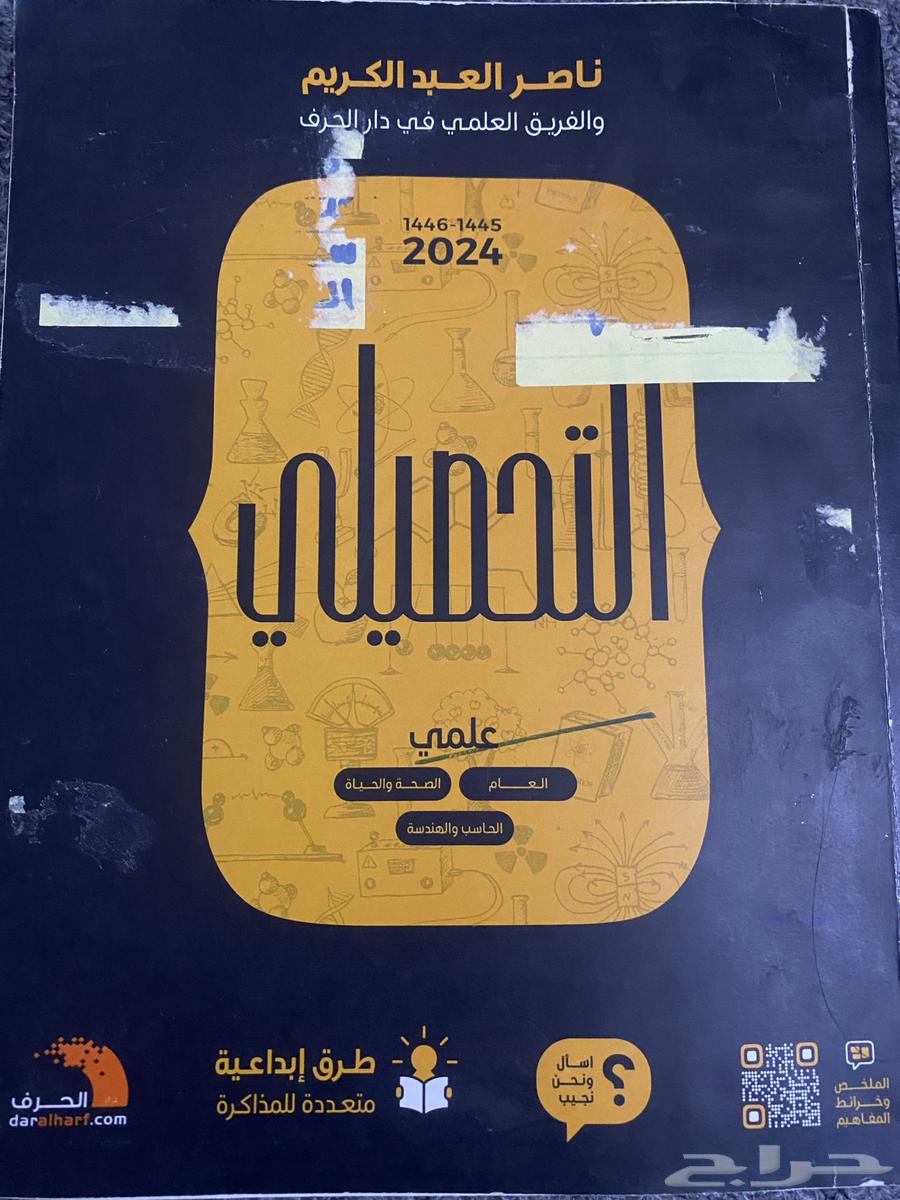 ناصر العبد الكريم
والفريق العلمي في دار الحرف
1446-1445
2024
التحصيلي
علمي
العام
الصحة والحياة
الحاسب والهندسة
طرق إبداعية
متعددة للمذاكرة
اسأل
ونحن
نجيب
؟
الملخص
وخرائط
المفاهيم
دار الحرف
daralharf.com
حراج